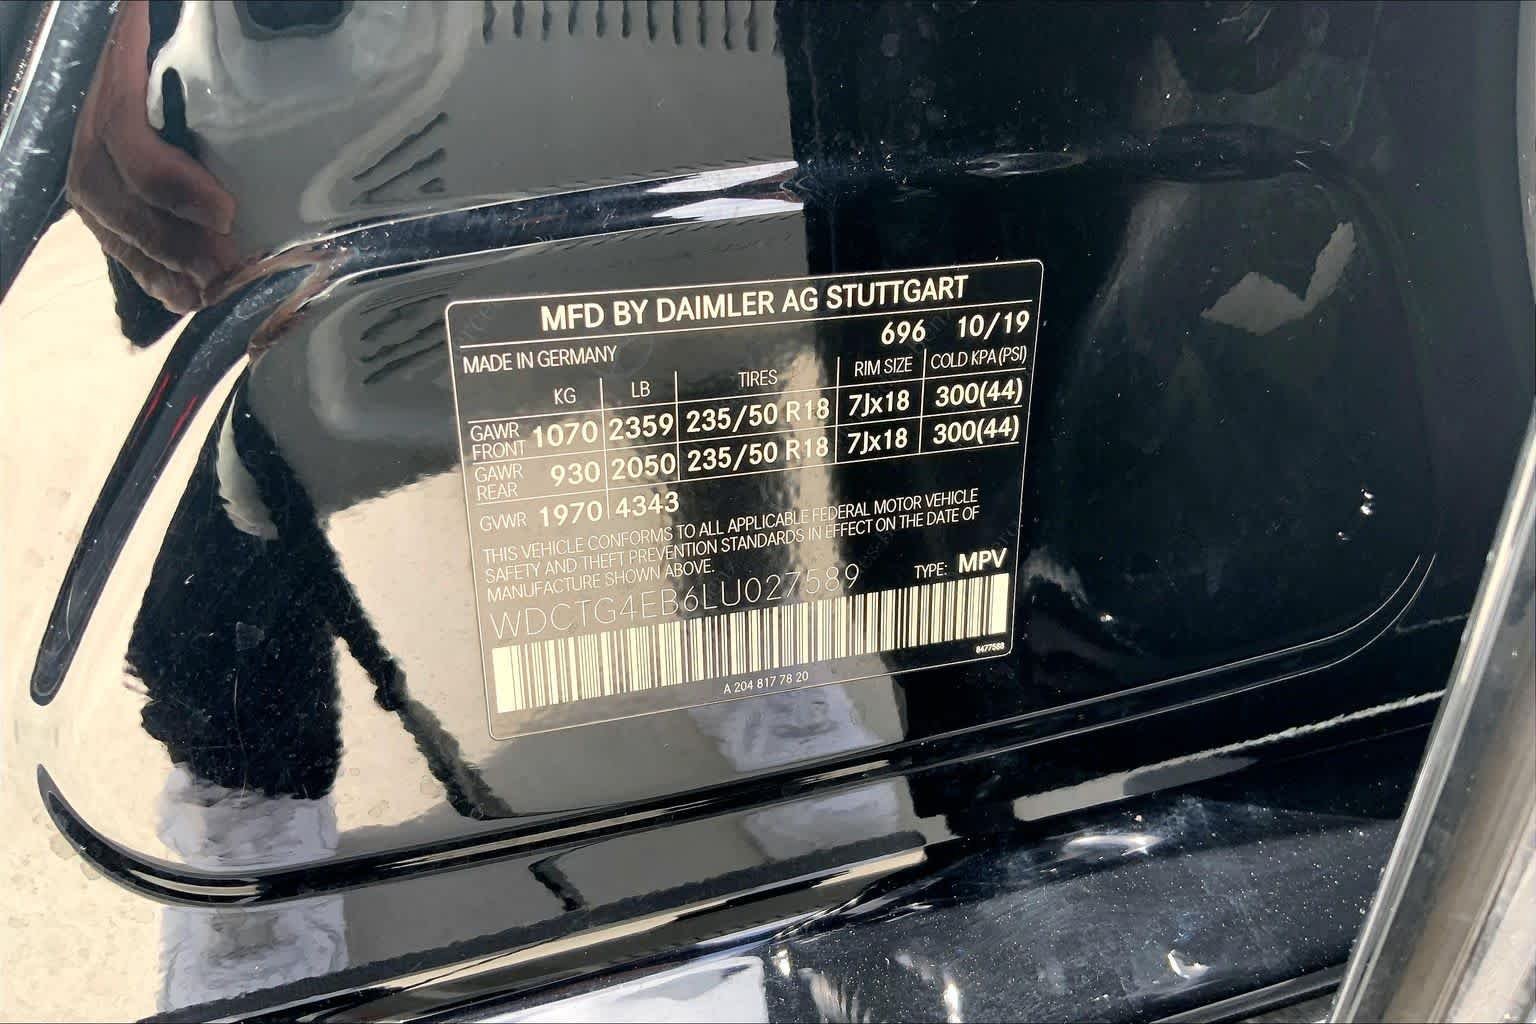 MFD BY DAIMLER AG STUTTGART
696 10/19
MADE IN GERMANY
KG LB TIRES RIM SIZE COLD KPA(PSI)
GAWR FRONT 1070 2359 235/50 R18 7Jx18 300(44)
GAWR REAR 930 2050 235/50 R18 7Jx18 300(44)
GVWR 1970 4343
THIS VEHICLE CONFORMS TO ALL APPLICABLE FEDERAL MOTOR VEHICLE
SAFETY AND THEFT PREVENTION STANDARDS IN EFFECT ON THE DATE OF
MANUFACTURE SHOWN ABOVE.
WDCTG4EB6LU027589 TYPE: MPV
8477588
A 204 817 78 20